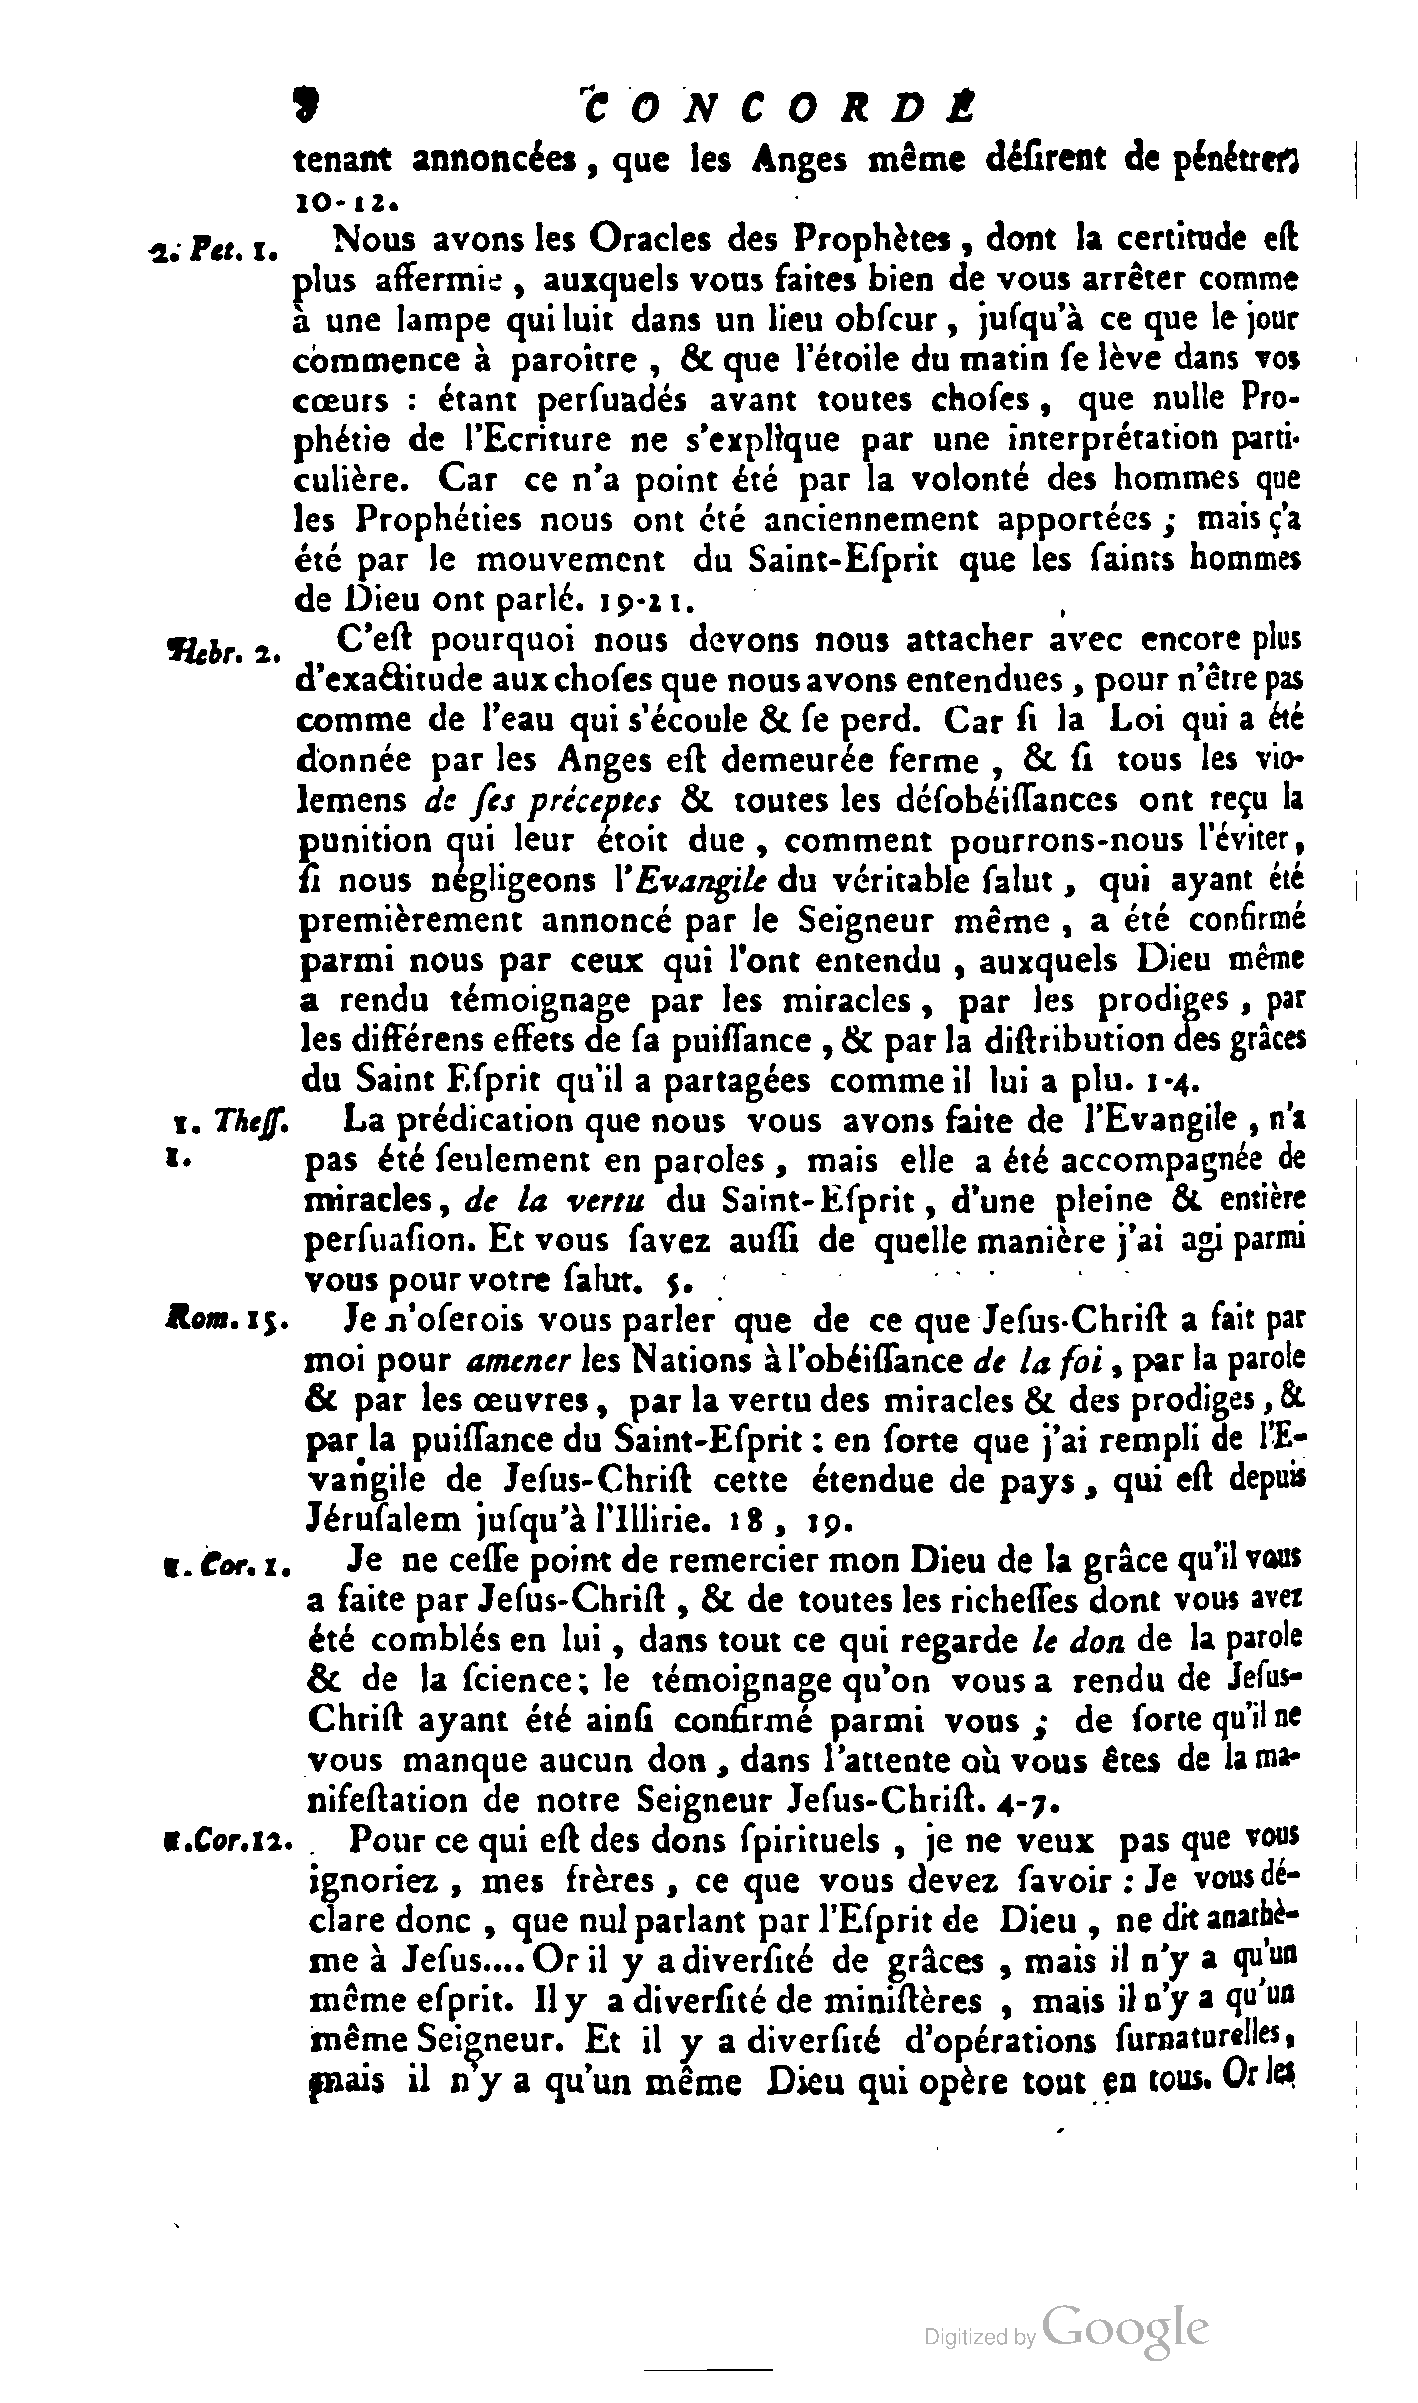 8 CONCORDE
tenant annoncées, que les Anges même déſirent de pénétrer.
10-12.
2. Pet. 1. Nous avons les Oracles des Prophètes, dont la certitude eſt
plus affermie, auxquels vous faites bien de vous arrêter comme
à une lampe qui luit dans un lieu obſcur, juſqu'à ce que le jour
commence à paroître, & que l'étoile du matin ſe lève dans vos
cœurs : étant perſuadés avant toutes choſes, que nulle Pro-
phétie de l'Ecriture ne s'explique par une interprétation parti-
culière. Car ce n'a point été par la volonté des hommes que
les Prophéties nous ont été anciennement apportées ; mais ç'a
été par le mouvement du Saint-Eſprit que les ſaints hommes
de Dieu ont parlé. 19-21.
Hebr. 2. C'eſt pourquoi nous devons nous attacher avec encore plus
d'exactitude aux choſes que nous avons entendues, pour n'être pas
comme de l'eau qui s'écoule & ſe perd. Car ſi la Loi qui a été
donnée par les Anges eſt demeurée ferme, & ſi tous les vio-
lemens de ſes préceptes & toutes les déſobéiſſances ont reçu la
punition qui leur étoit due, comment pourrons-nous l'éviter,
ſi nous négligeons l'Evangile du véritable ſalut, qui ayant été
premièrement annoncé par le Seigneur même, a été confirmé
parmi nous par ceux qui l'ont entendu, auxquels Dieu même
a rendu témoignage par les miracles, par les prodiges, par
les différens effets de ſa puiſſance, & par la diſtribution des grâces
du Saint Eſprit qu'il a partagées comme il lui a plu. 1-4.
1. Theſſ. La prédication que nous vous avons faite de l'Evangile, n'a
1. pas été ſeulement en paroles, mais elle a été accompagnée de
miracles, de la vertu du Saint-Eſprit, d'une pleine & entière
perſuaſion. Et vous ſavez auſſi de quelle manière j'ai agi parmi
vous pour votre ſalut. 5.
Rom. 15. Je n'oſerois vous parler que de ce que Jeſus-Chriſt a fait par
moi pour amener les Nations à l'obéiſſance de la foi, par la parole
& par les œuvres, par la vertu des miracles & des prodiges, &
par la puiſſance du Saint-Eſprit : en ſorte que j'ai rempli de l'E-
vangile de Jeſus-Chriſt cette étendue de pays, qui eſt depuis
Jéruſalem juſqu'à l'Illirie. 18, 19.
1. Cor. 1. Je ne ceſſe point de remercier mon Dieu de la grâce qu'il vous
a faite par Jeſus-Chriſt, & de toutes les richeſſes dont vous avez
été comblés en lui, dans tout ce qui regarde le don de la parole
& de la ſcience ; le témoignage qu'on vous a rendu de Jeſus-
Chriſt ayant été ainſi confirmé parmi vous ; de ſorte qu'il ne
vous manque aucun don, dans l'attente où vous êtes de la ma-
nifeſtation de notre Seigneur Jeſus-Chriſt. 4-7.
1. Cor. 12. Pour ce qui eſt des dons ſpirituels, je ne veux pas que vous
ignoriez, mes frères, ce que vous devez ſavoir : Je vous dé-
clare donc, que nul parlant par l'Eſprit de Dieu, ne dit anathè-
me à Jeſus.... Or il y a diverſité de grâces, mais il n'y a qu'un
même eſprit. Il y a diverſité de miniſtères, mais il n'y a qu'un
même Seigneur. Et il y a diverſité d'opérations ſurnaturelles,
mais il n'y a qu'un même Dieu qui opère tout en tous. Or les
Digitized by Google